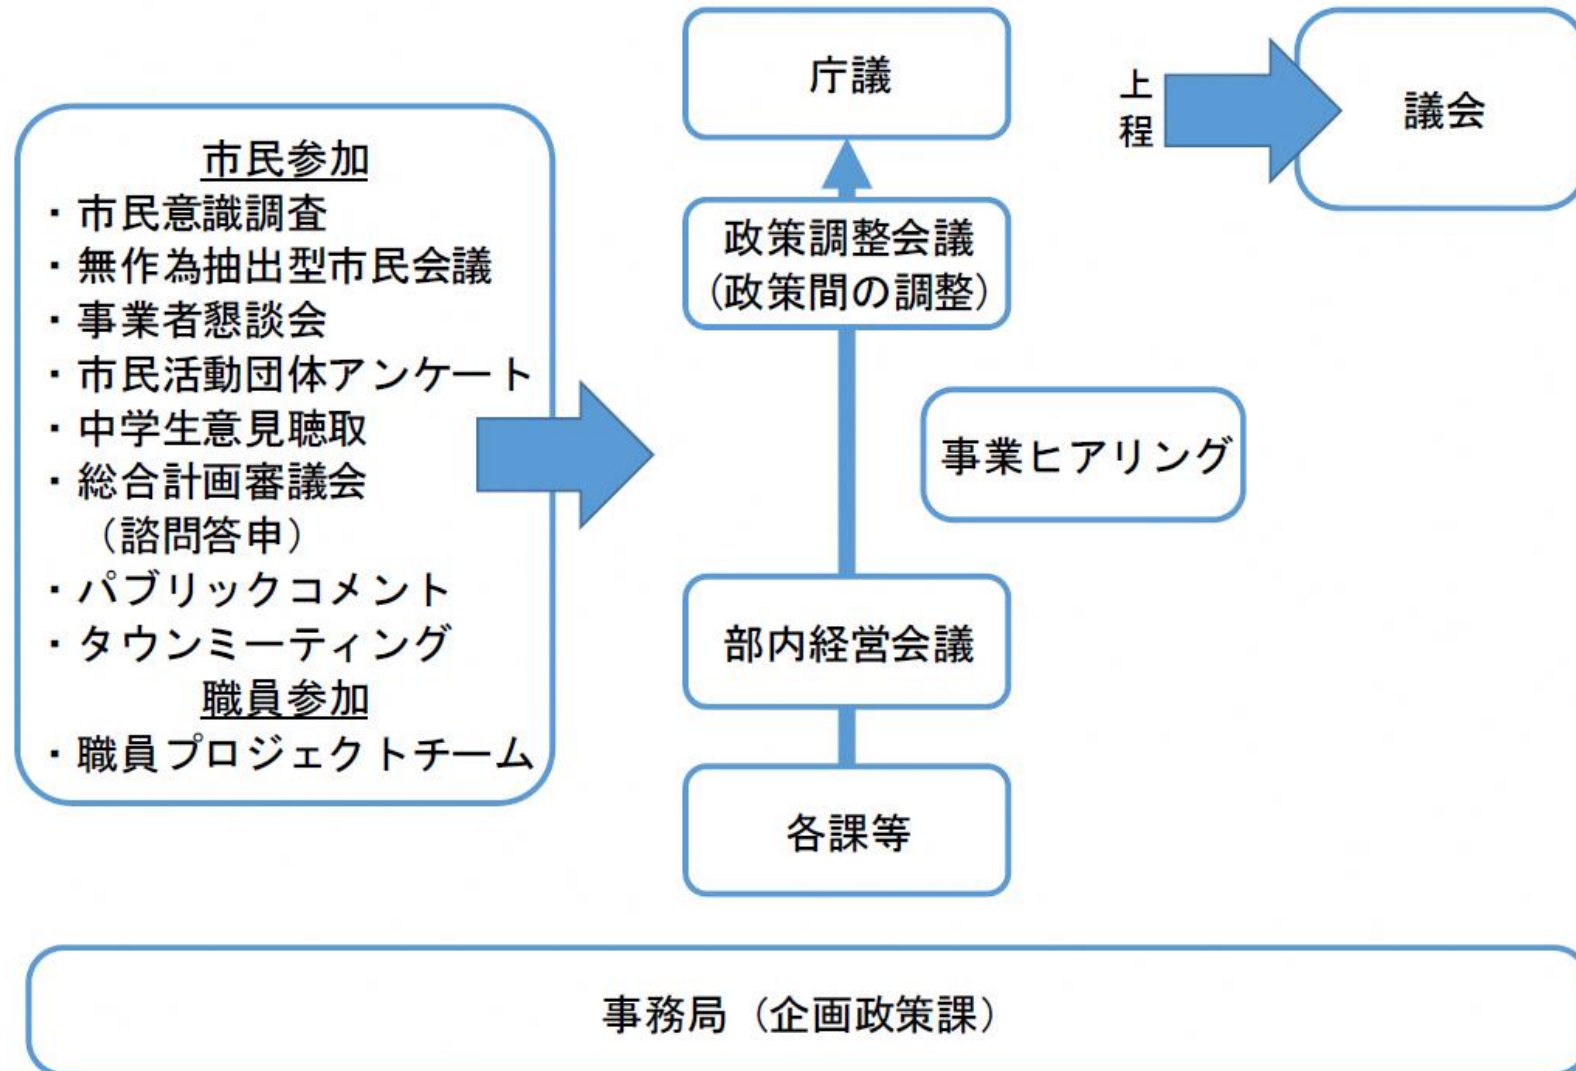 市民参加
・市民意識調査
・無作為抽出型市民会議
・事業者懇談会
・市民活動団体アンケート
・中学生意見聴取
・総合計画審議会
（諮問答申）
・パブリックコメント
・タウンミーティング
職員参加
・職員プロジェクトチーム
庁議
政策調整会議
（政策間の調整）
事業ヒアリング
部内経営会議
各課等
上程
議会
事務局（企画政策課）